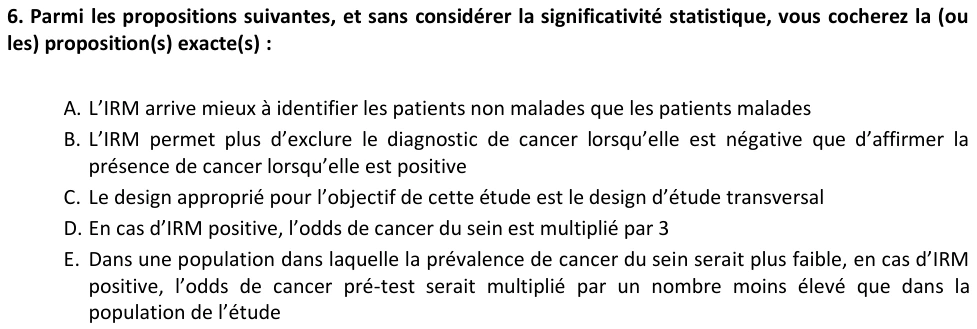 6. Parmi les propositions suivantes, et sans considérer la significativité statistique, vous cocherez la (ou
les) proposition(s) exacte(s) :
A. L'IRM arrive mieux à identifier les patients non malades que les patients malades
B. L'IRM permet plus d'exclure le diagnostic de cancer lorsqu'elle est négative que d'affirmer la
présence de cancer lorsqu'elle est positive
C. Le design approprié pour l'objectif de cette étude est le design d'étude transversal
D. En cas d'IRM positive, l'odds de cancer du sein est multiplié par 3
E. Dans une population dans laquelle la prévalence de cancer du sein serait plus faible, en cas d'IRM
positive, l'odds de cancer pré-test serait multiplié par un nombre moins élevé que dans la
population de l'étude